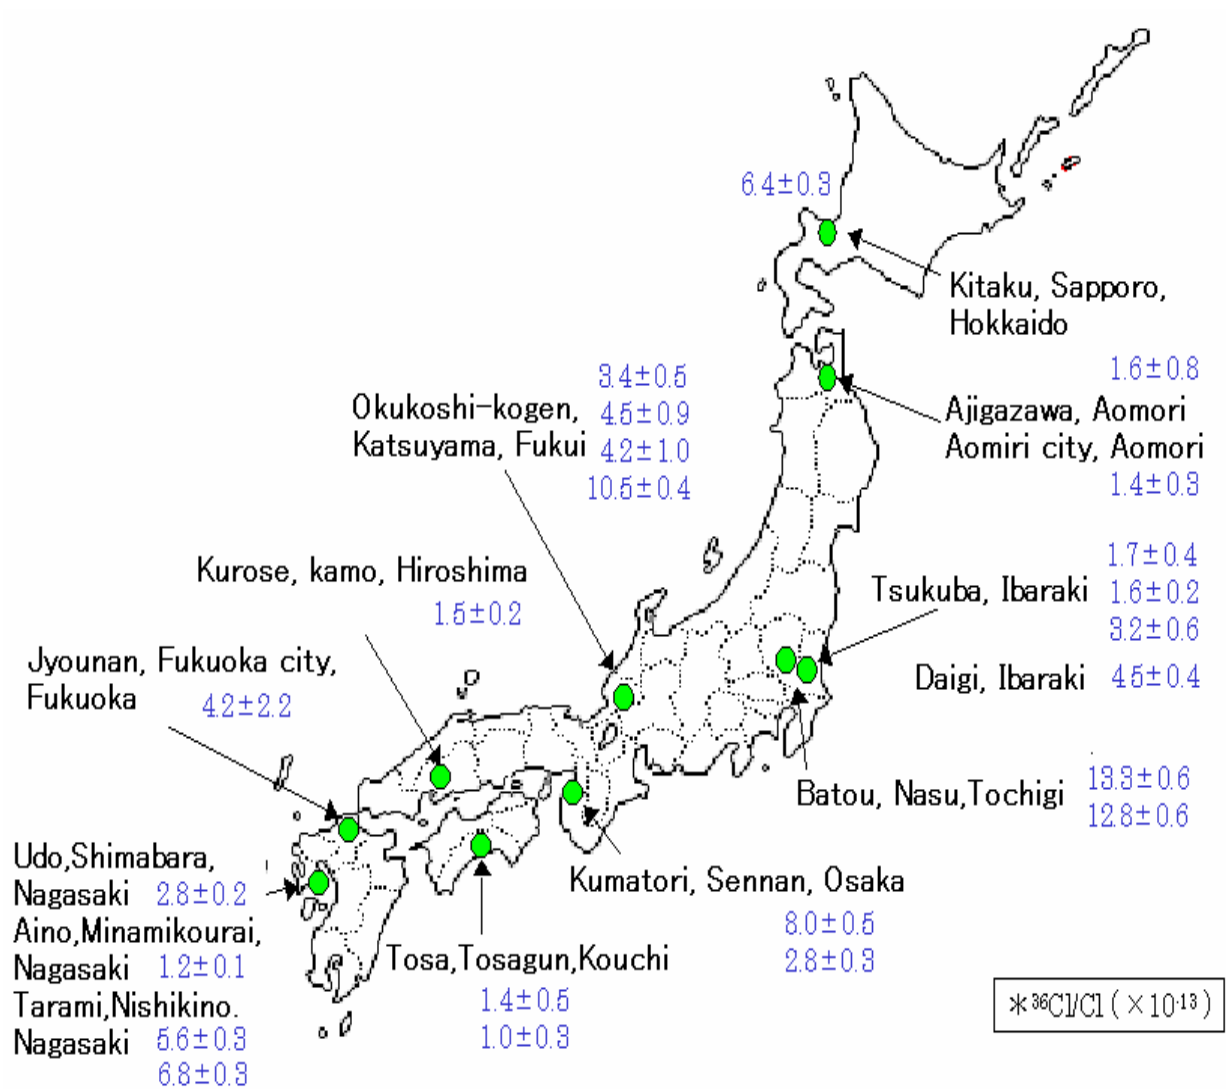 6.4±0.3
Kitaku, Sapporo,
Hokkaido
1.6±0.8
Ajigazawa, Aomori
Aomiri city, Aomori
1.4±0.3
Okukoshi-kogen,
Katsuyama, Fukui
3.4±0.5
4.5±0.9
4.2±1.0
10.5±0.4
Kurose, kamo, Hiroshima
1.5±0.2
1.7±0.4
Tsukuba, Ibaraki 1.6±0.2
3.2±0.6
Daigi, Ibaraki 45±0.4
Jyounan, Fukuoka city,
Fukuoka 4.2±2.2
Batou, Nasu,Tochigi 13.3±0.6
12.8±0.6
Udo,Shimabara,
Nagasaki 2.8±0.2
Aino,Minamikourai,
Nagasaki 1.2±0.1
Tarami,Nishikino.
Nagasaki 5.6±0.3
6.8±0.3
Kumatori, Sennan, Osaka
8.0±0.5
2.8±0.3
Tosa,Tosagun,Kouchi
1.4±0.5
1.0±0.3
*³⁶Cl/Cl (×10⁻¹³)